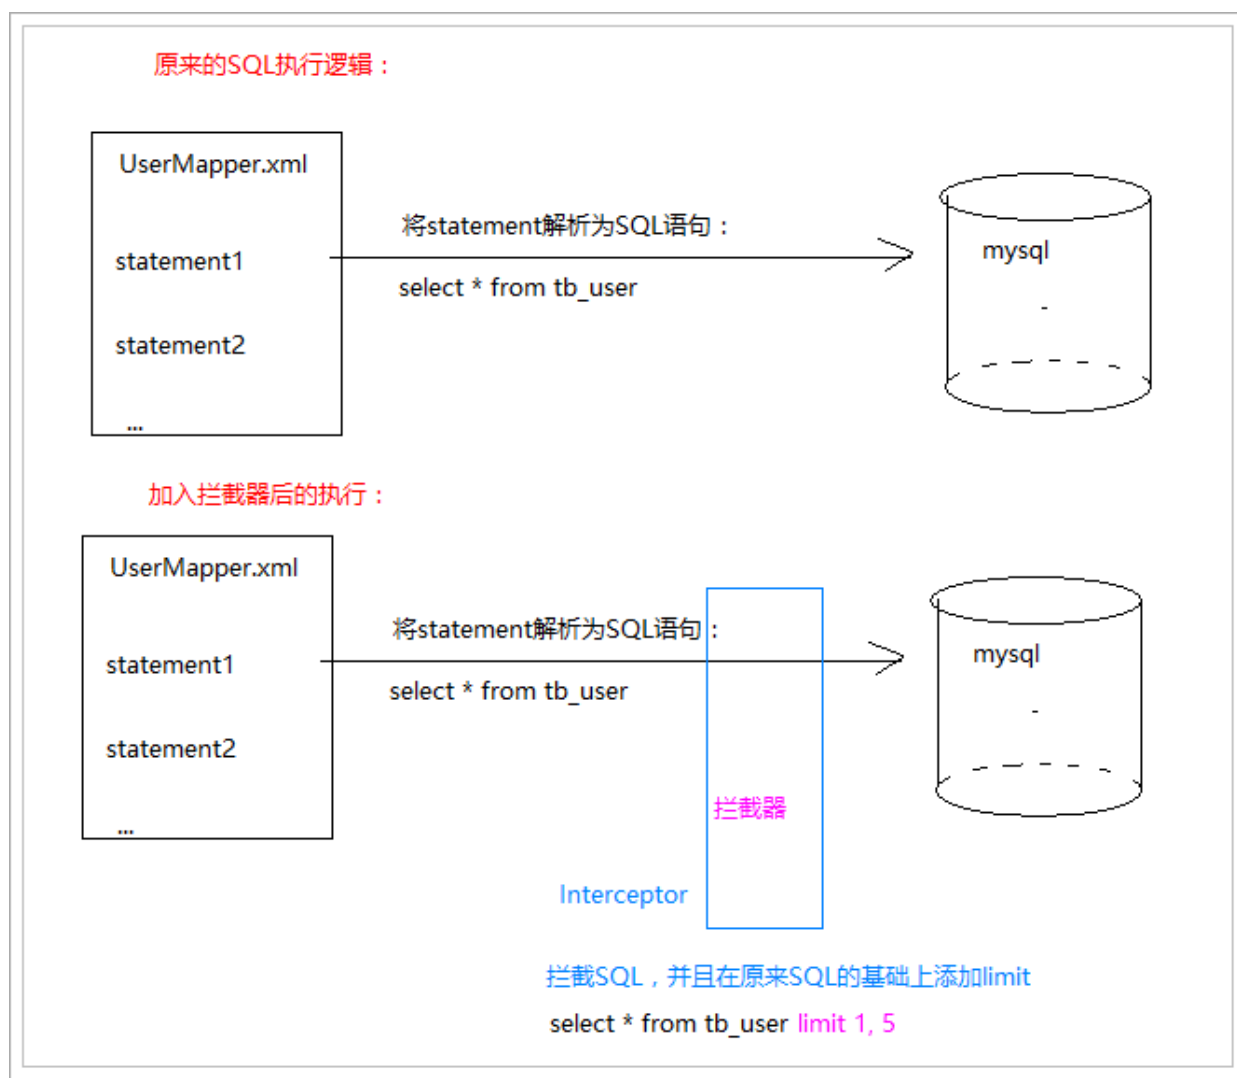 原来的SQL执行逻辑：
UserMapper.xml
将statement解析为SQL语句：
mysql
statement1
select * from tb_user
statement2
...
加入拦截器后的执行：
UserMapper.xml
将statement解析为SQL语句：
mysql
statement1
select * from tb_user
statement2
拦截器
...
Interceptor
拦截SQL，并且在原来SQL的基础上添加limit
select * from tb_user limit 1, 5